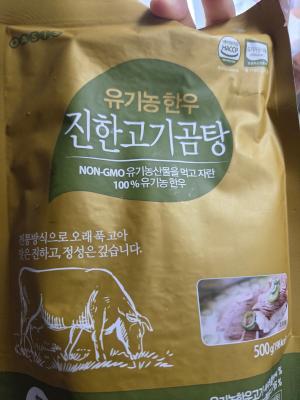 OASIS
HACCP
유기농 한우
진한고기곰탕
NON-GMO 유기농산물을 먹고 자란
100% 유기농 한우
전통방식으로 오래 푹 고아
맛은 진하고, 정성은 깊습니다.
500g